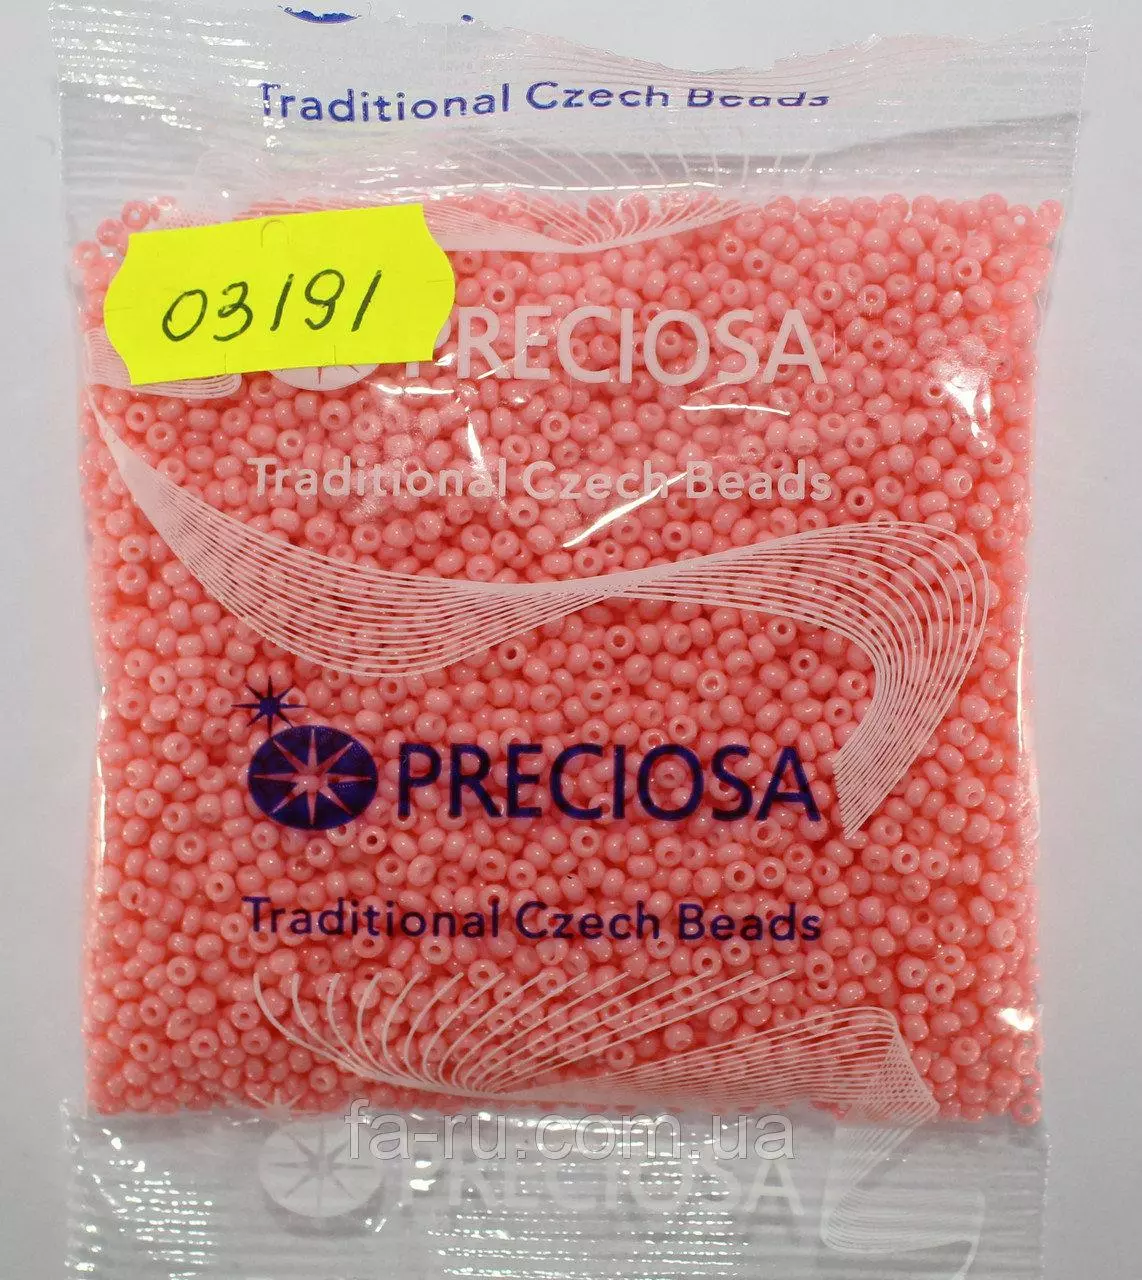 Traditional Czech Beads
03191
PRECIOSA
Traditional Czech Beads
PRECIOSA
Traditional Czech Beads
fa-ru.com.ua
PRECIOSA